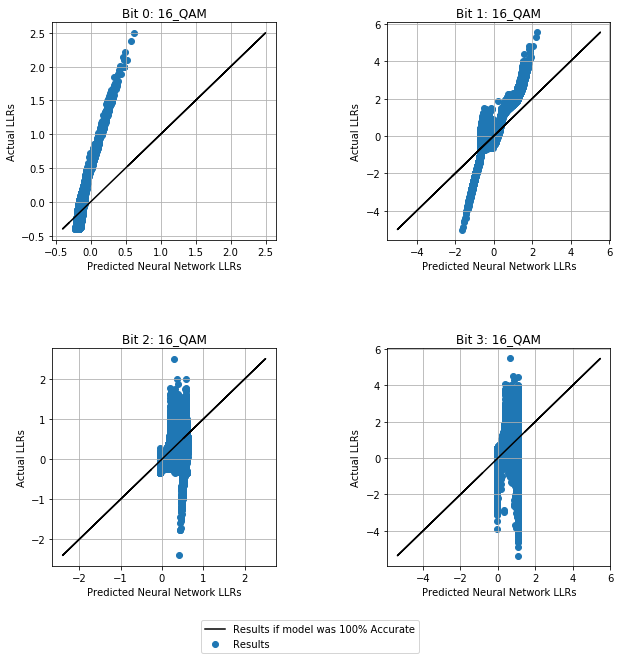 Bit 0: 16_QAM
Actual LLRs
2.5
2.0
1.5
1.0
0.5
0.0
−0.5
−0.5 0.0 0.5 1.0 1.5 2.0 2.5
Predicted Neural Network LLRs
Bit 1: 16_QAM
Actual LLRs
6
4
2
0
−2
−4
−4 −2 0 2 4 6
Predicted Neural Network LLRs
Bit 2: 16_QAM
Actual LLRs
2
1
0
−1
−2
−2 −1 0 1 2
Predicted Neural Network LLRs
Bit 3: 16_QAM
Actual LLRs
6
4
2
0
−2
−4
−4 −2 0 2 4 6
Predicted Neural Network LLRs
Results if model was 100% Accurate
Results